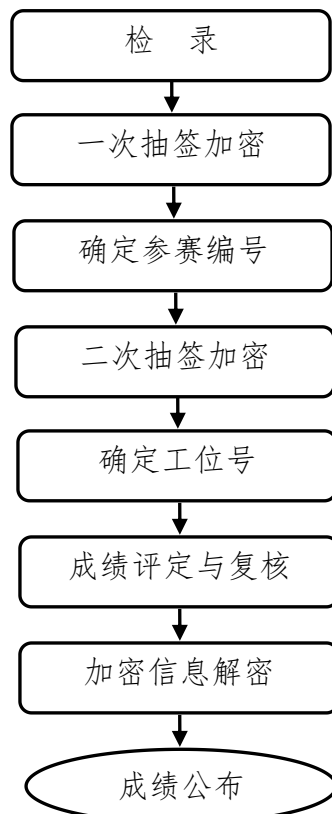 检 录
一次抽签加密
确定参赛编号
二次抽签加密
确定工位号
成绩评定与复核
加密信息解密
成绩公布